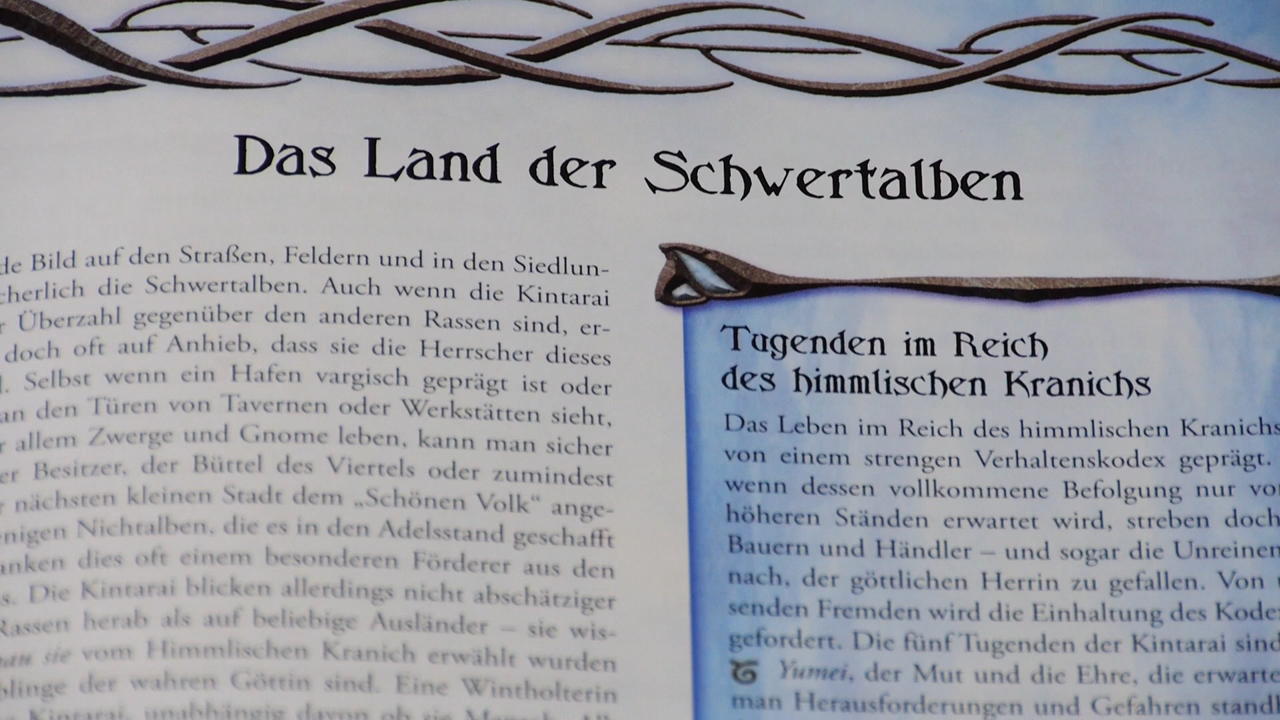 Das Land der Schwertalben
de Bild auf den Straßen, Feldern und in den Siedlun-
cherlich die Schwertalben. Auch wenn die Kintarai
r Überzahl gegenüber den anderen Rassen sind, er-
doch oft auf Anhieb, dass sie die Herrscher dieses
l. Selbst wenn ein Hafen vargisch geprägt ist oder
an den Türen von Tavernen oder Werkstätten sieht,
r allem Zwerge und Gnome leben, kann man sicher
er Besitzer, der Büttel des Viertels oder zumindest
r nächsten kleinen Stadt dem „Schönen Volk“ ange-
enigen Nichtalben, die es in den Adelsstand geschafft
anken dies oft einem besonderen Förderer aus den
s. Die Kintarai blicken allerdings nicht abschätziger
Rassen herab als auf beliebige Ausländer – sie wis-
sie vom Himmlischen Kranich erwählt wurden
blinge der wahren Göttin sind. Eine Wintholterin
Kintarai, unabhängig davon ob sie Mensch, Alb
Tugenden im Reich
des himmlischen Kranichs
Das Leben im Reich des himmlischen Kranichs
von einem strengen Verhaltenskodex geprägt.
wenn dessen vollkommene Befolgung nur vo
höheren Ständen erwartet wird, streben doch
Bauern und Händler – und sogar die Unreinen
nach, der göttlichen Herrin zu gefallen. Von
senden Fremden wird die Einhaltung des Kode
gefordert. Die fünf Tugenden der Kintarai sind
Yumei, der Mut und die Ehre, die erwarte
man Herausforderungen und Gefahren standh